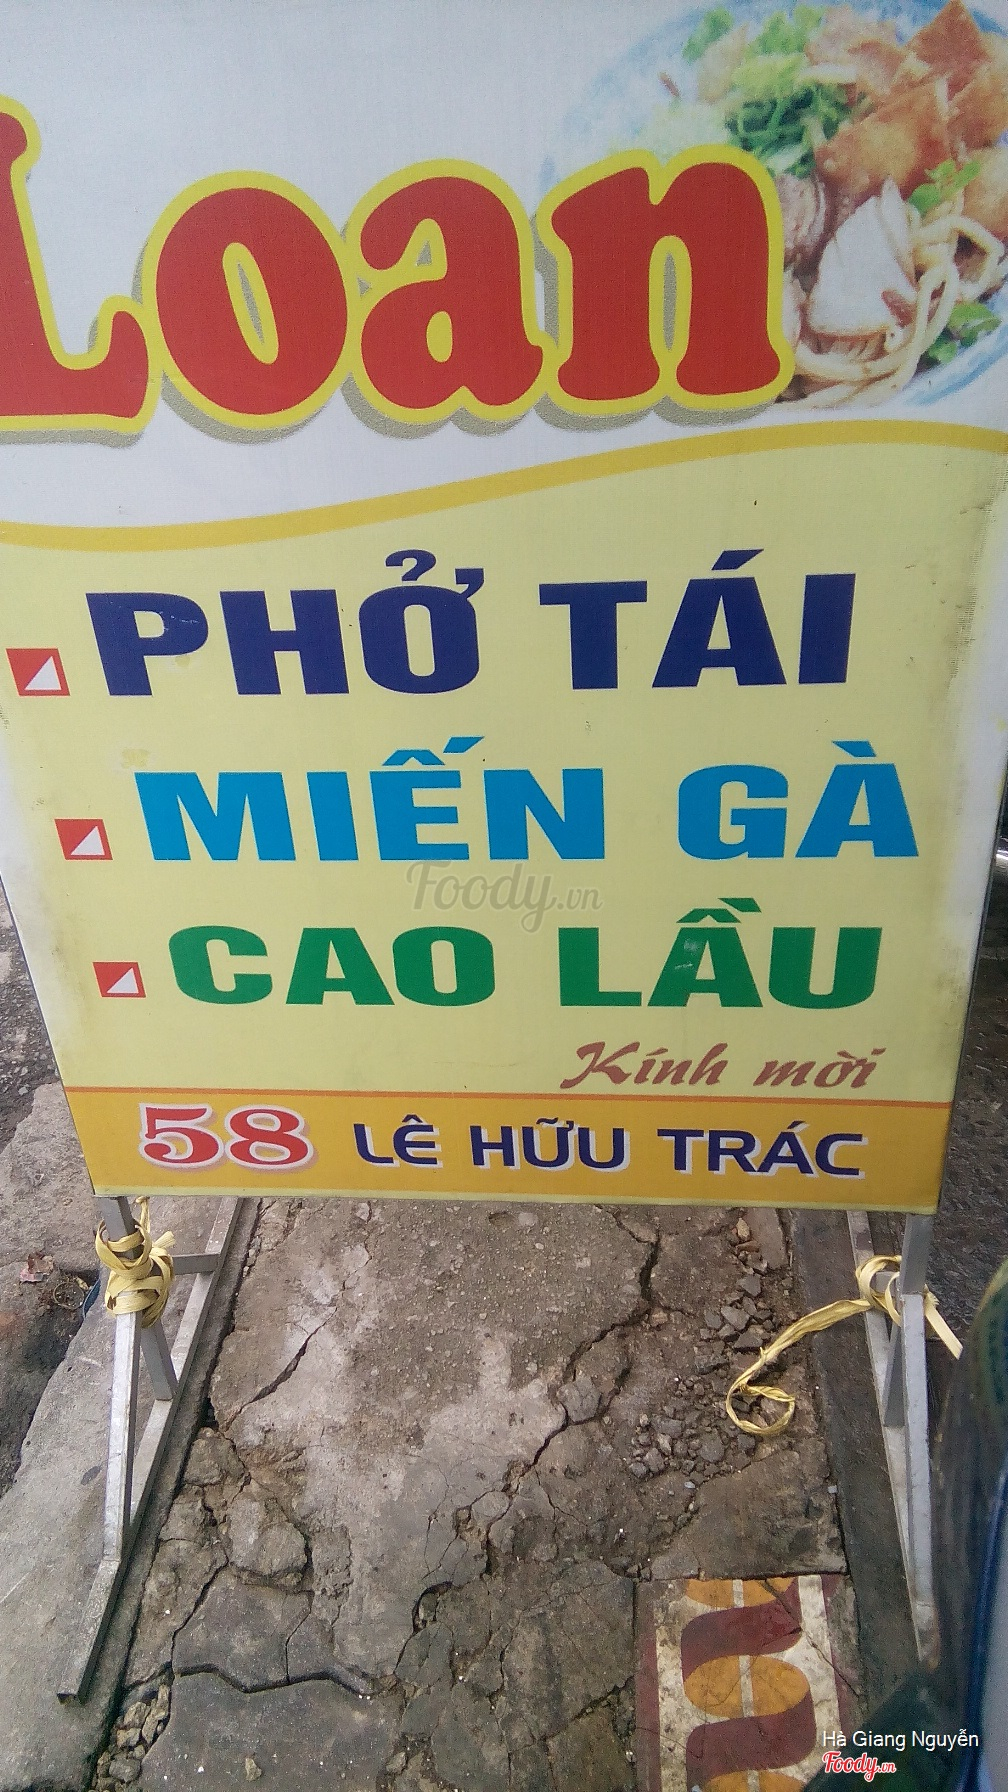 Loan
PHỞ TÁI
MIẾN GÀ
CAO LẦU
Foody.vn
Kính mời
58 LÊ HỮU TRÁC
Hà Giang Nguyễn
Foody.vn